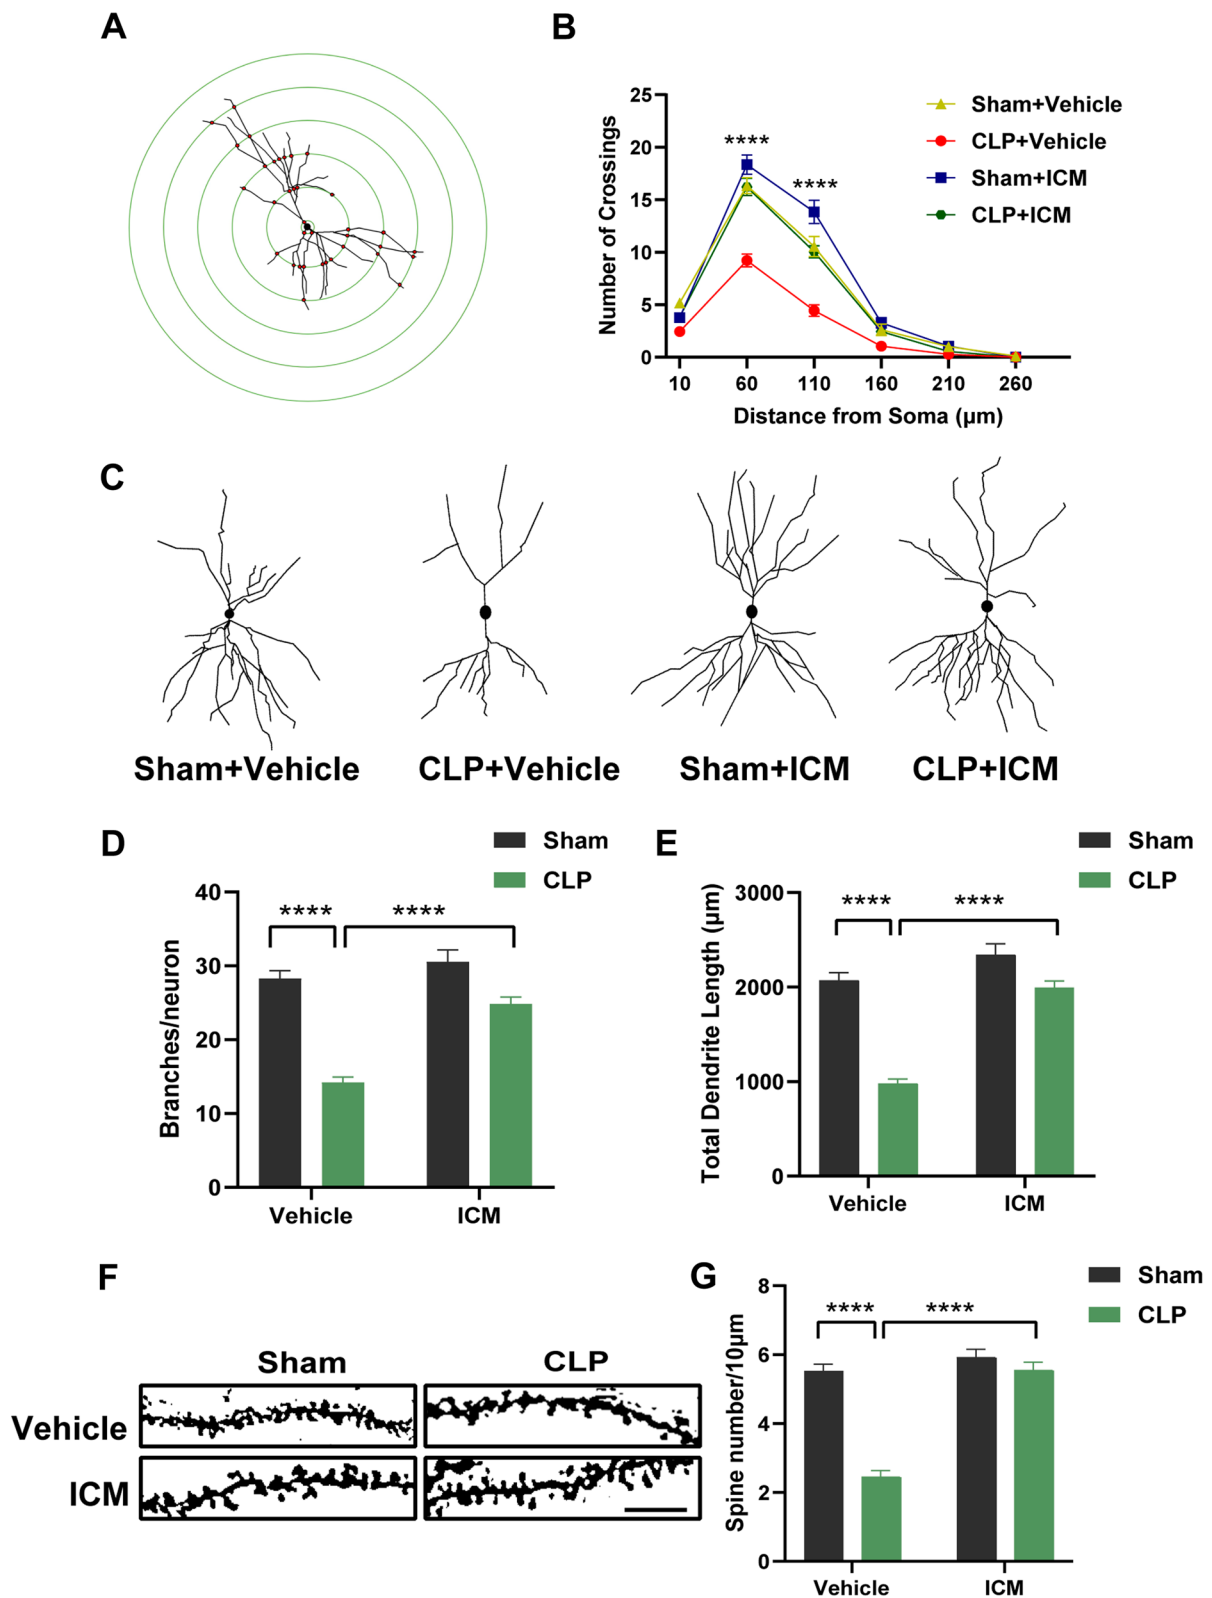 A
B
25
20
15
10
5
0
Number of Crossings
****
****
Sham+Vehicle
CLP+Vehicle
Sham+ICM
CLP+ICM
10 60 110 160 210 260
Distance from Soma (μm)
C
Sham+Vehicle CLP+Vehicle Sham+ICM CLP+ICM
D
Sham
CLP
40
30
20
10
0
Branches/neuron
**** ****
Vehicle ICM
E
Sham
CLP
3000
2000
1000
0
Total Dendrite Length (μm)
**** ****
Vehicle ICM
F
Sham CLP
Vehicle
ICM
G
Sham
CLP
8
6
4
2
0
Spine number/10μm
**** ****
Vehicle ICM